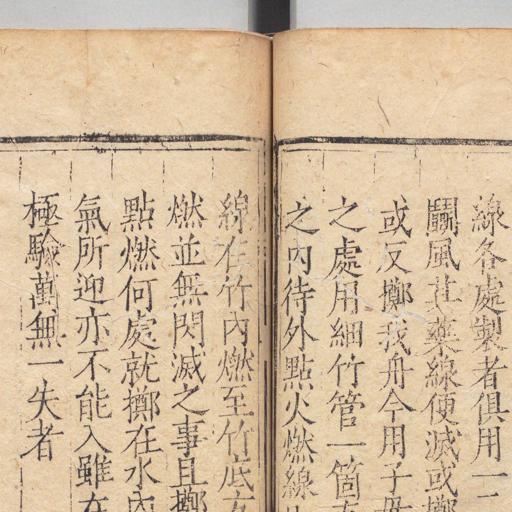 線各處製者俱用一
鬭風其藥線便滅或擲
或反擲我舟今用子母
之處用細竹管一箇
之內待外點火燃線
線在竹內燃至竹底
燃並無閃滅之事且擲
點燃何處就擲在水內
氣所迎亦不能入雖在
極驗萬無一失者